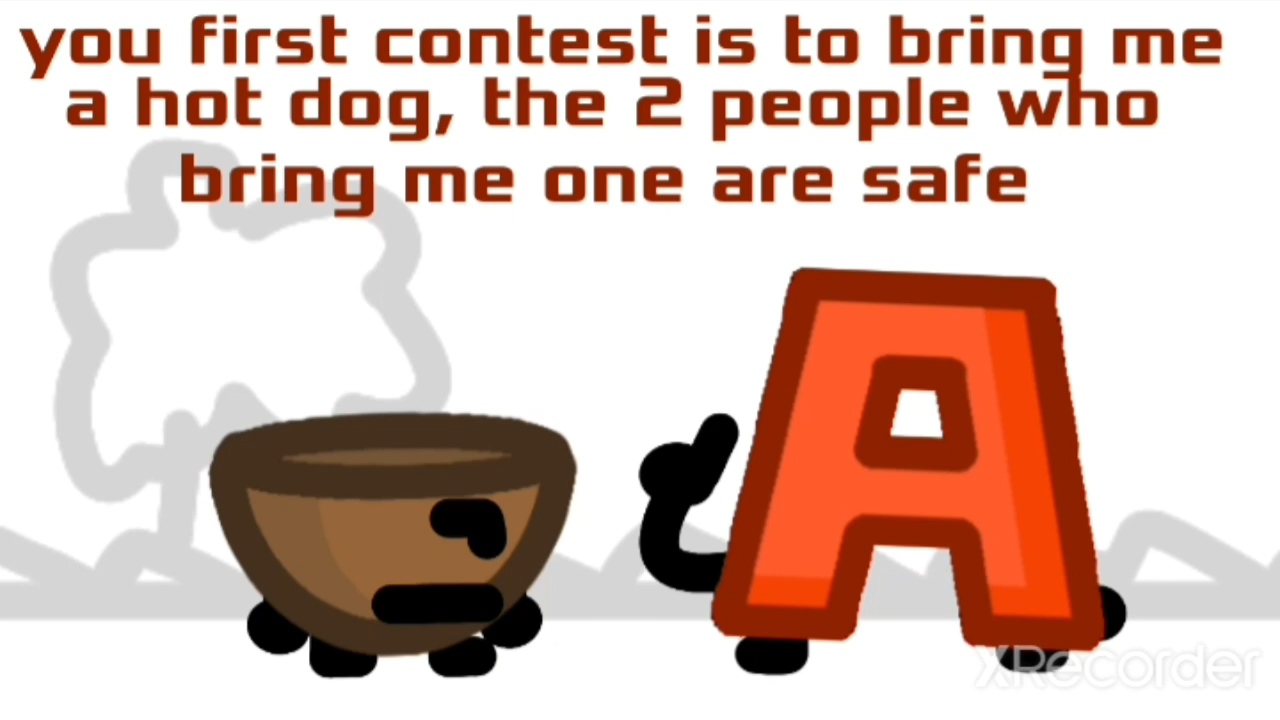 you first contest is to bring me
a hot dog, the 2 people who
bring me one are safe
A
XRecorder